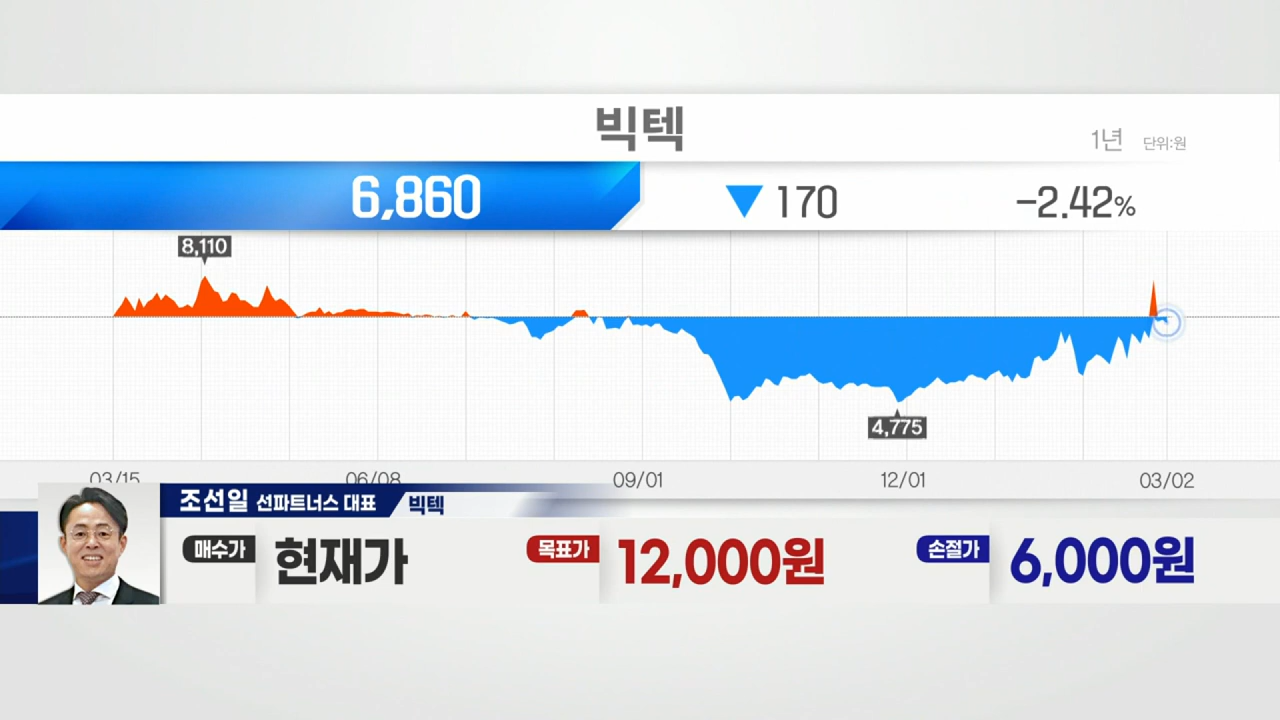 빅텍
1년 단위:원
6,860 ▼170 -2.42%
8,110
4,775
03/15 06/08 09/01 12/01 03/02
조선일 선파트너스 대표 빅텍
매수가 현재가 목표가 12,000원 손절가 6,000원